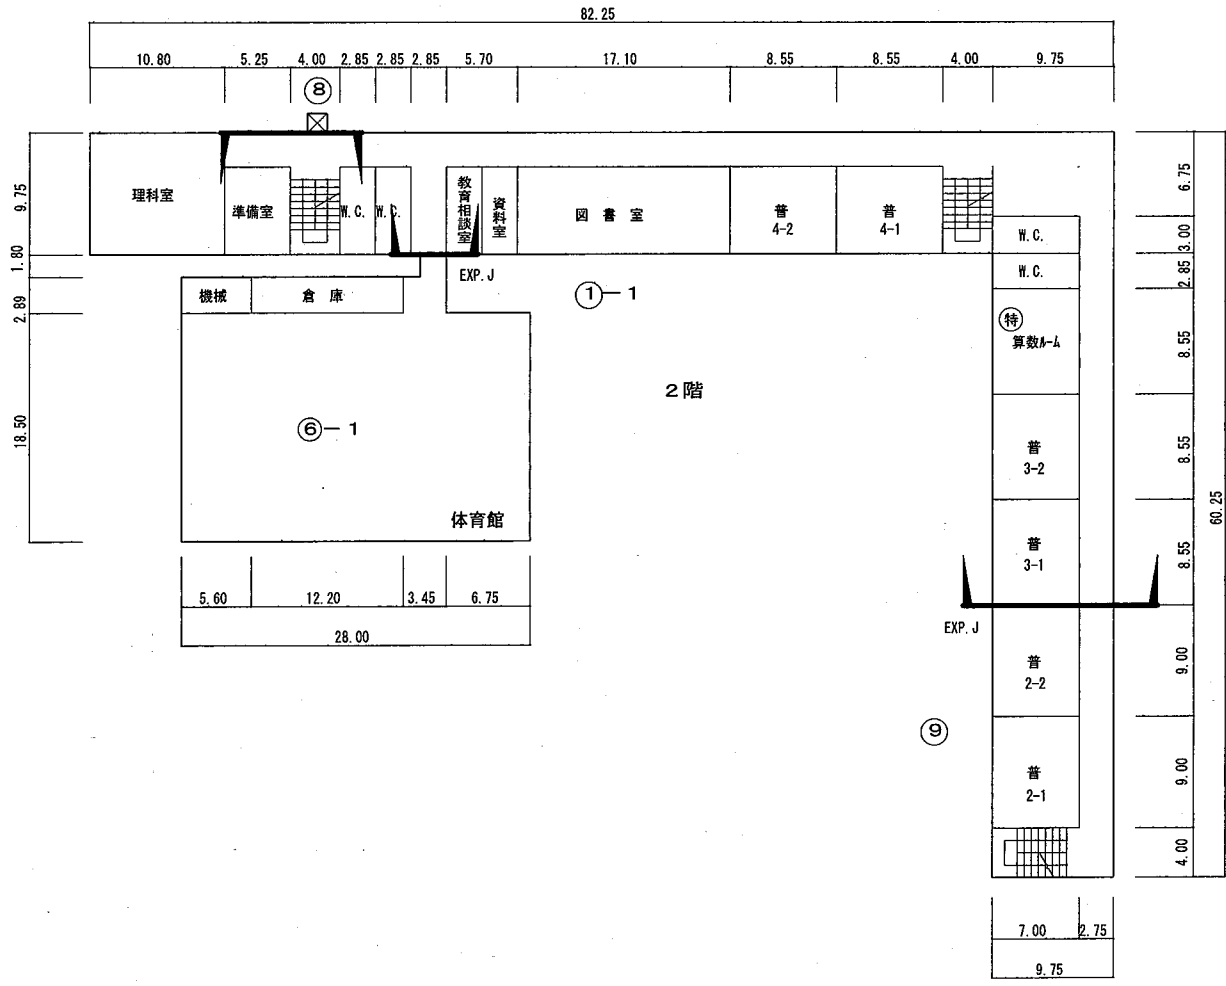 82.25
10.80 5.25 4.00 2.85 2.85 2.85 5.70 17.10 8.55 8.55 4.00 9.75
⑧
理科室
準備室
W.C.
W.C.
教育相談室
資料室
図書室
普
4-2
普
4-1
W.C.
W.C.
9.75
1.80
2.89
18.50
6.75
3.00
2.85
8.55
8.55
8.55
9.00
9.00
4.00
60.25
EXP.J
機械
倉庫
①-1
特
算数ルーム
2階
⑥-1
体育館
普
3-2
普
3-1
5.60 12.20 3.45 6.75
28.00
EXP.J
普
2-2
⑨
普
2-1
7.00 2.75
9.75